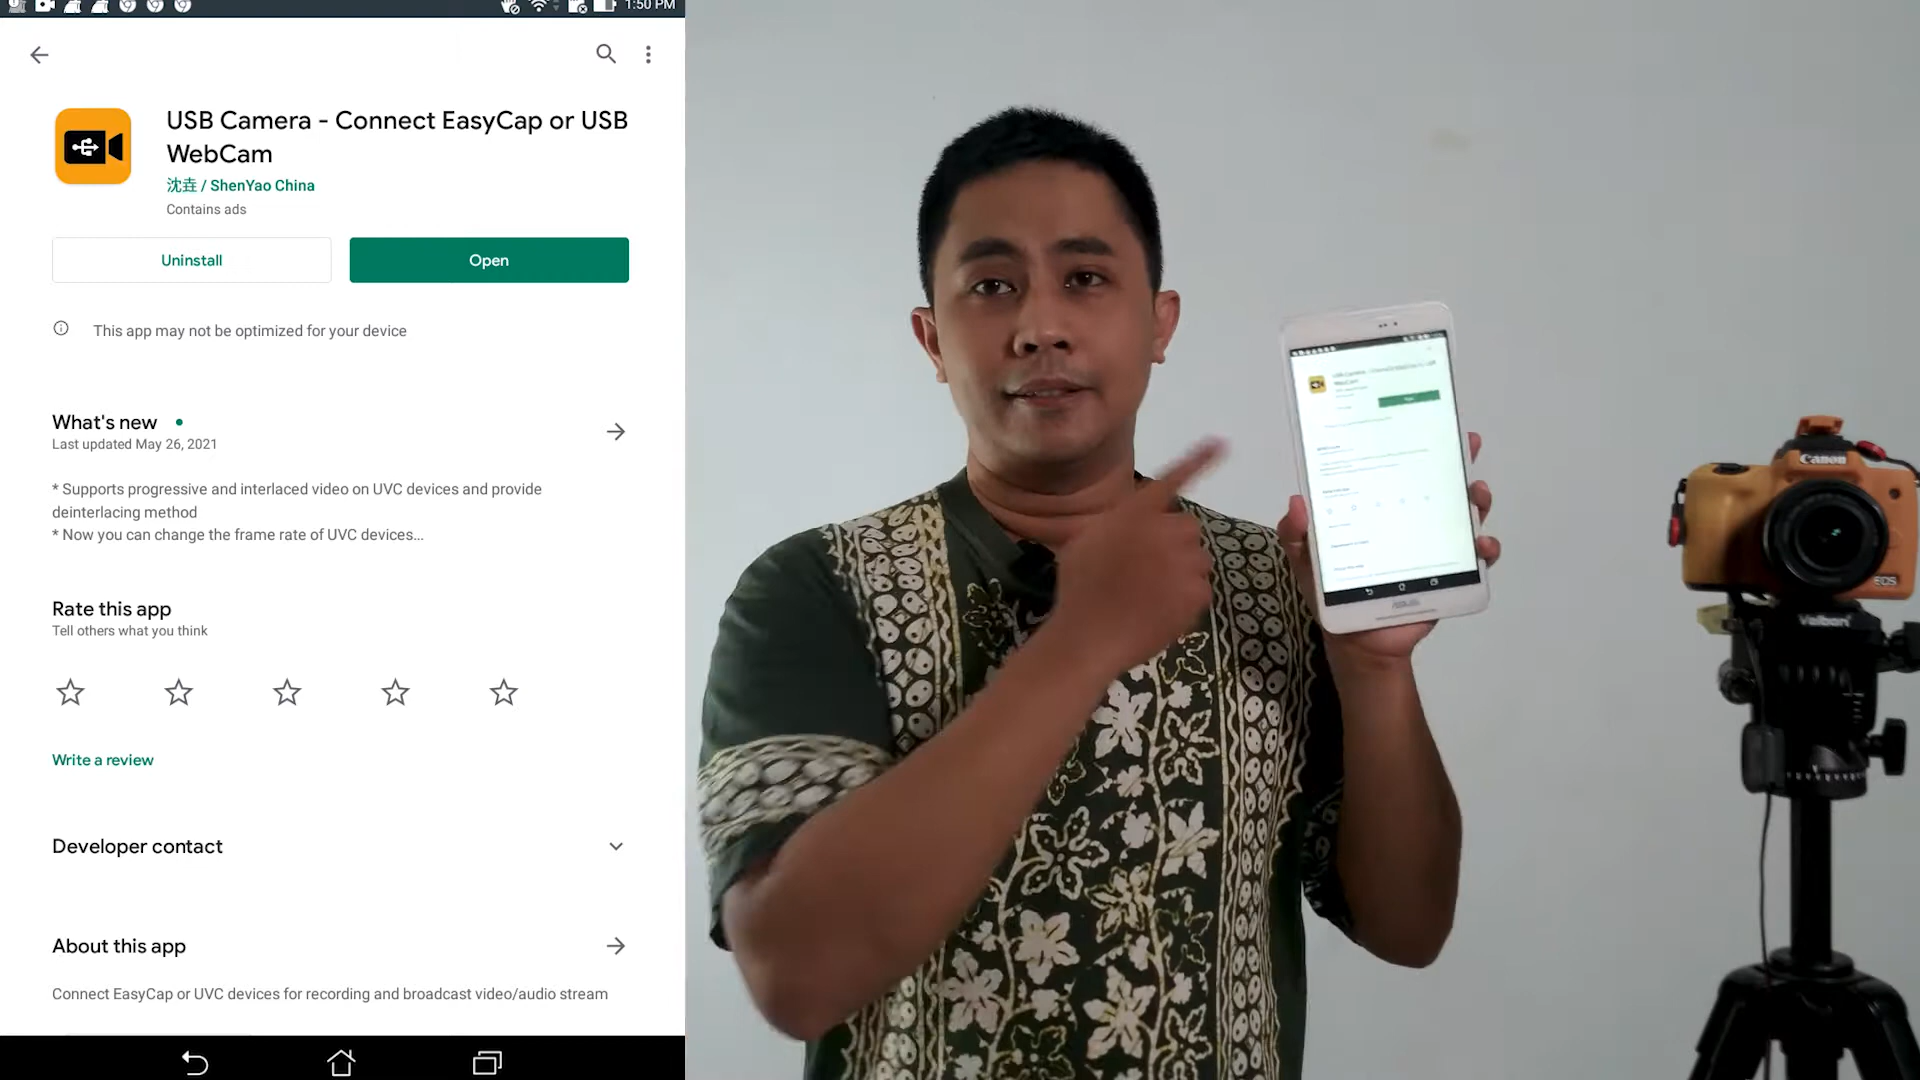 1:50 PM
USB Camera - Connect EasyCap or USB
WebCam
沈垚 / ShenYao China
Contains ads
Uninstall
Open
This app may not be optimized for your device
What's new
Last updated May 26, 2021
* Supports progressive and interlaced video on UVC devices and provide
deinterlacing method
* Now you can change the frame rate of UVC devices...
Rate this app
Tell others what you think
Write a review
Developer contact
About this app
Connect EasyCap or UVC devices for recording and broadcast video/audio stream
ASUS
Canon
EOS
Velbon